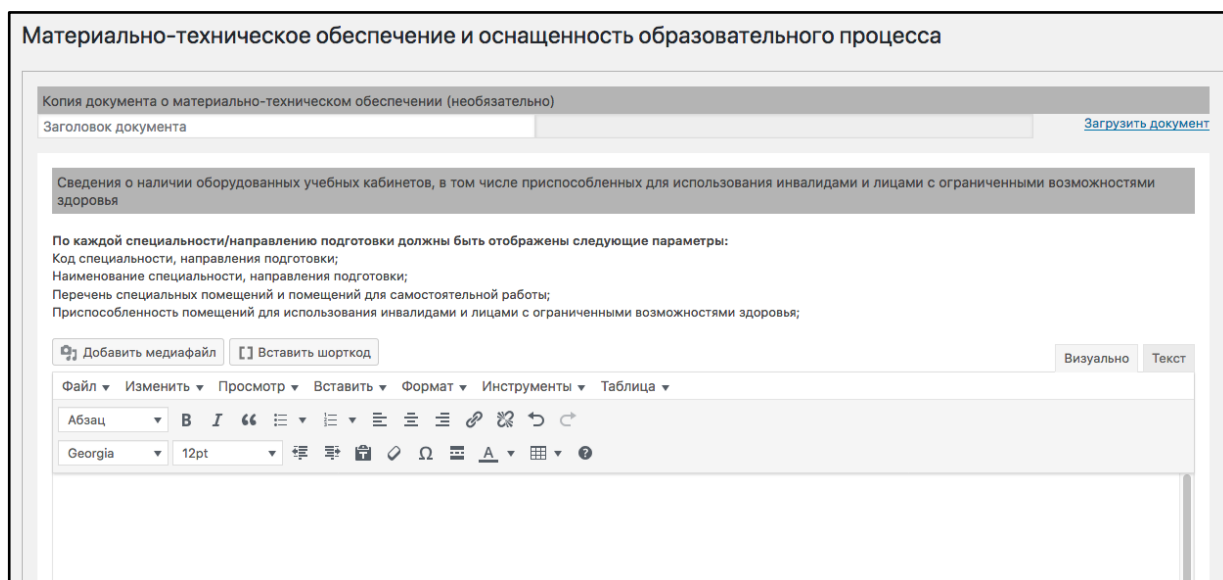 Материально-техническое обеспечение и оснащенность образовательного процесса
Копия документа о материально-техническом обеспечении (необязательно)
Заголовок документа Загрузить документ
Сведения о наличии оборудованных учебных кабинетов, в том числе приспособленных для использования инвалидами и лицами с ограниченными возможностями
здоровья
По каждой специальности/направлению подготовки должны быть отображены следующие параметры:
Код специальности, направления подготовки;
Наименование специальности, направления подготовки;
Перечень специальных помещений и помещений для самостоятельной работы;
Приспособленность помещений для использования инвалидами и лицами с ограниченными возможностями здоровья;
Добавить медиафайл [ ] Вставить шорткод Визуально Текст
Файл Изменить Просмотр Вставить Формат Инструменты Таблица
Абзац B I
Georgia 12pt Ω A